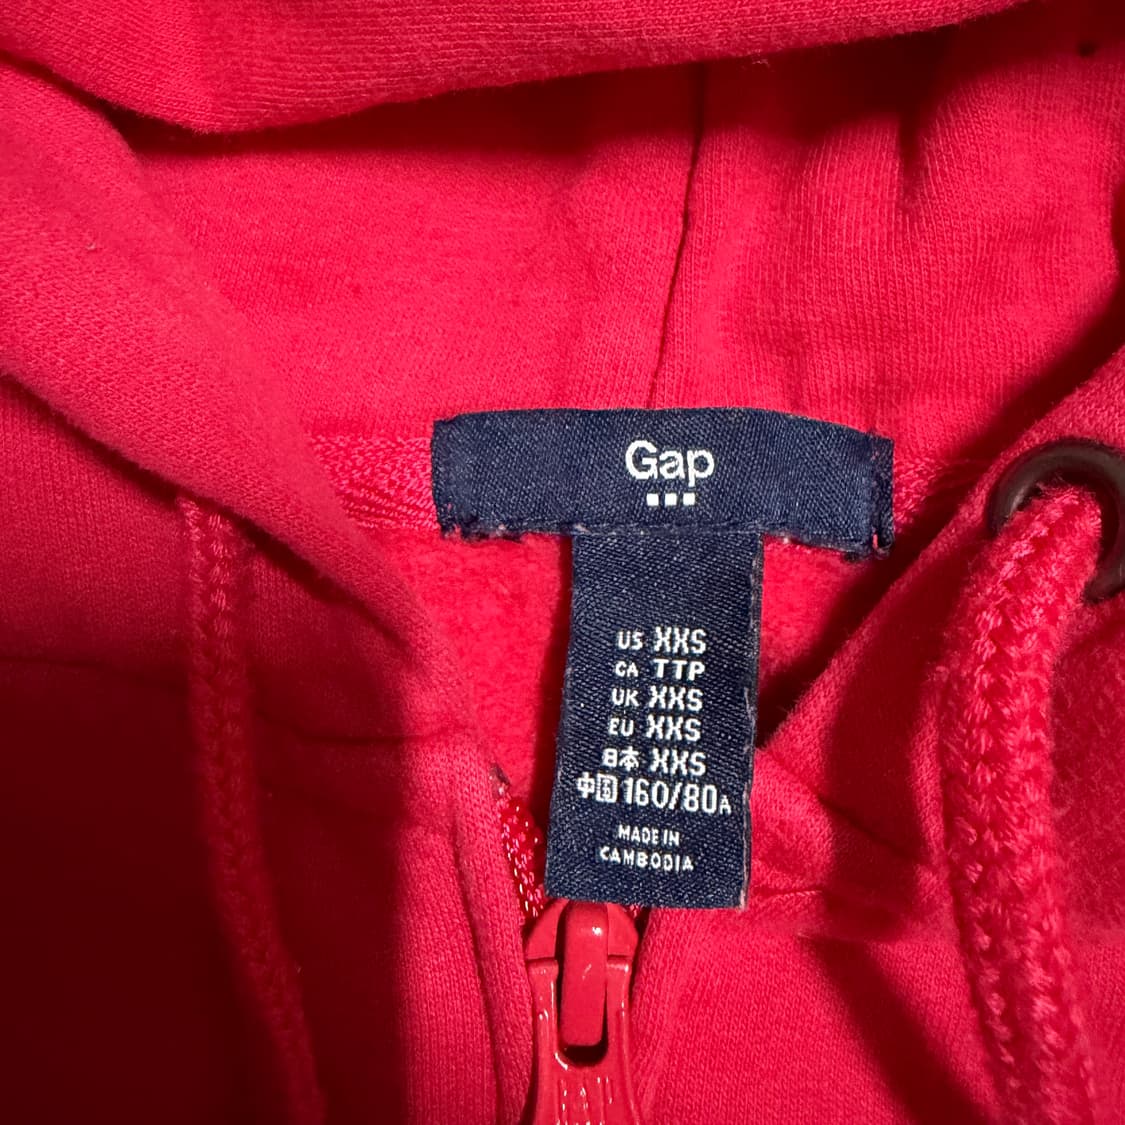 Gap
US XXS
CA TTP
UK XXS
EU XXS
日本 XXS
中国 160/80A
MADE IN
CAMBODIA